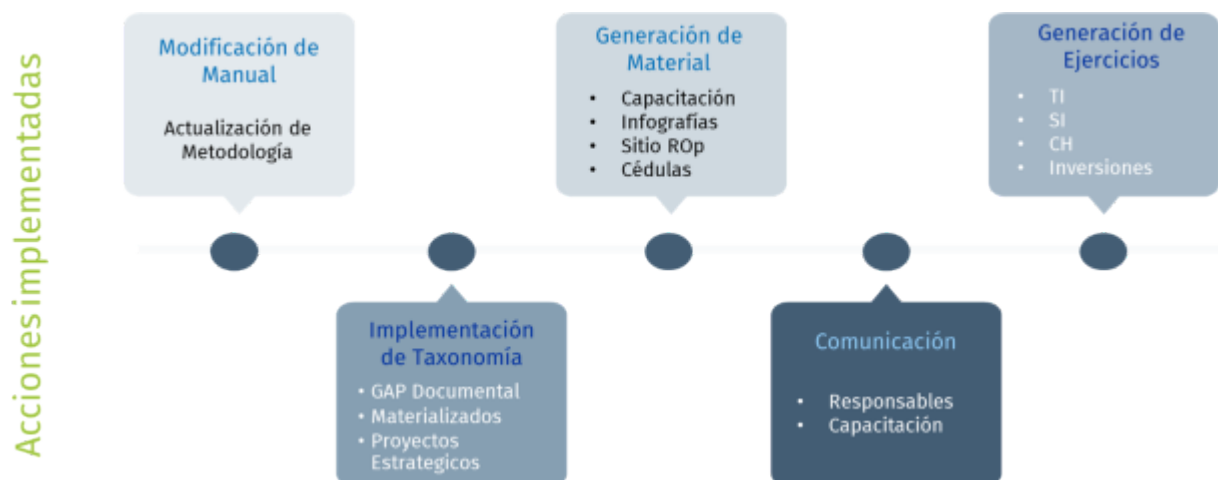 Acciones implementadas
Modificación de
Manual
Actualización de
Metodología
Implementación
de Taxonomía
• GAP Documental
• Materializados
• Proyectos
Estrategicos
Generación de
Material
• Capacitación
• Infografías
• Sitio ROp
• Cédulas
Comunicación
• Responsables
• Capacitación
Generación de
Ejercicios
• TI
• SI
• CH
• Inversiones